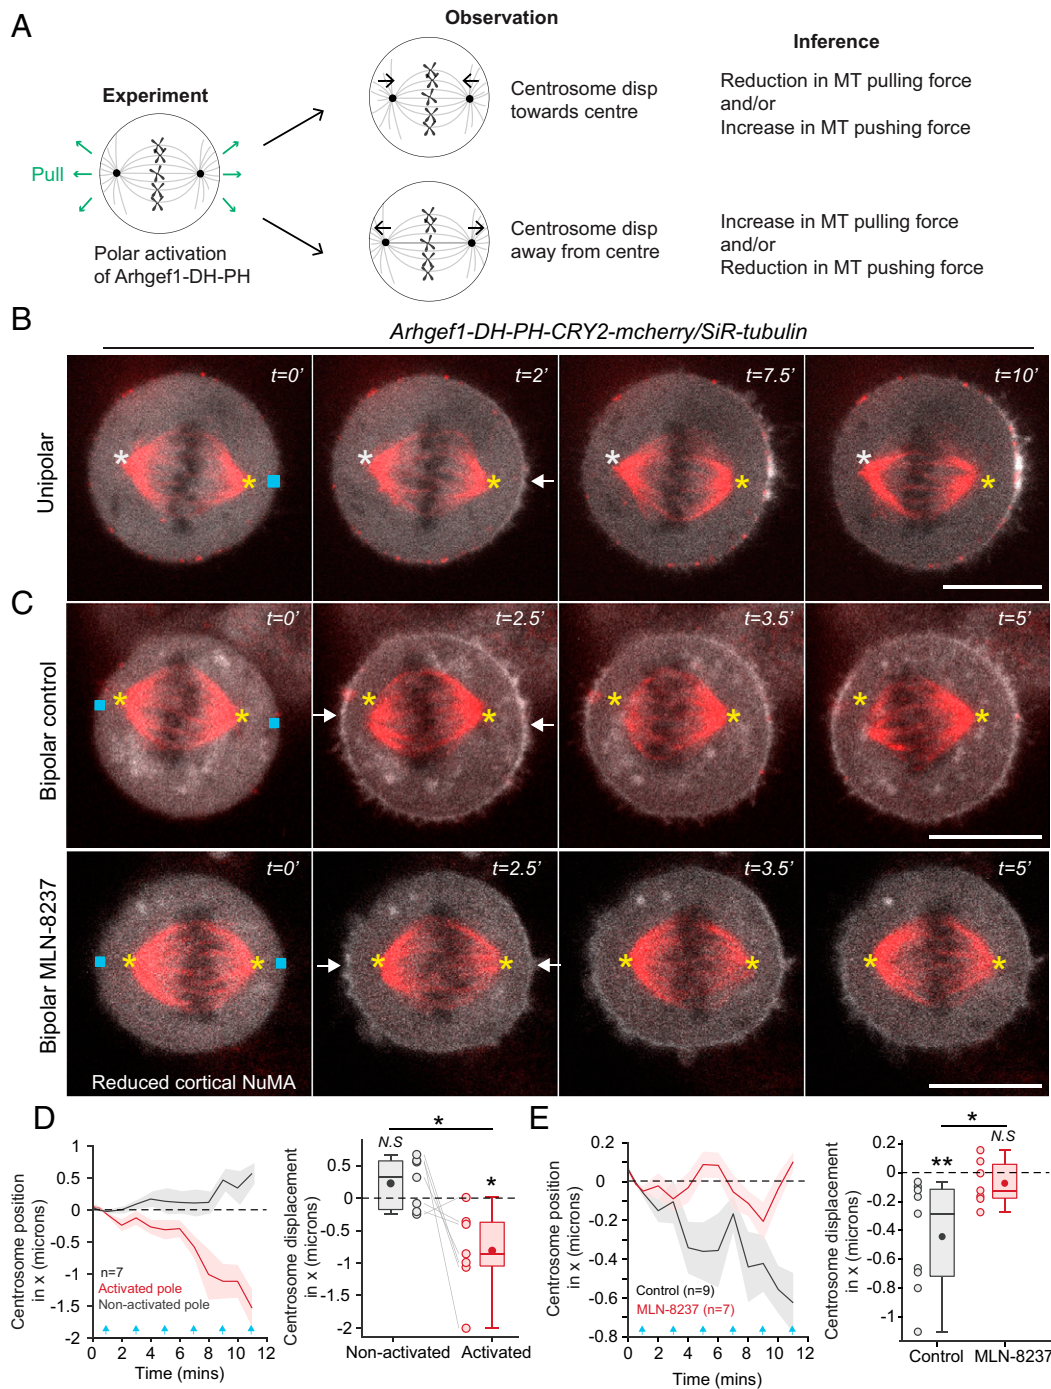 A
Observation
Inference
Experiment
Pull
Polar activation
of Arhgef1-DH-PH
Centrosome disp
towards centre
Reduction in MT pulling force
and/or
Increase in MT pushing force
Centrosome disp
away from centre
Increase in MT pulling force
and/or
Reduction in MT pushing force
B
Arhgef1-DH-PH-CRY2-mcherry/SiR-tubulin
Unipolar
t=0’
*
*
t=2’
*
*
t=7.5’
*
*
t=10’
*
*
C
Bipolar control
t=0’
*
*
t=2.5’
*
*
t=3.5’
*
*
t=5’
*
*
Bipolar MLN-8237
t=0’
*
*
Reduced cortical NuMA
t=2.5’
*
*
t=3.5’
*
*
t=5’
*
*
D
Centrosome position
in x (microns)
1
0.5
0
-0.5
-1
-1.5
-2
n=7
Activated pole
Non-activated pole
0 2 4 6 8 10 12
Time (mins)
Centrosome displacement
in x (microns)
0.5
0
-0.5
-1
-1.5
-2
*
N.S
*
Non-activated Activated
E
Centrosome position
in x (microns)
0.2
0
-0.2
-0.4
-0.6
-0.8
Control (n=9)
MLN-8237 (n=7)
0 2 4 6 8 10 12
Time (mins)
Centrosome displacement
in x (microns)
0.2
0
-0.2
-0.4
-0.6
-0.8
-1
*
N.S
**
Control MLN-8237